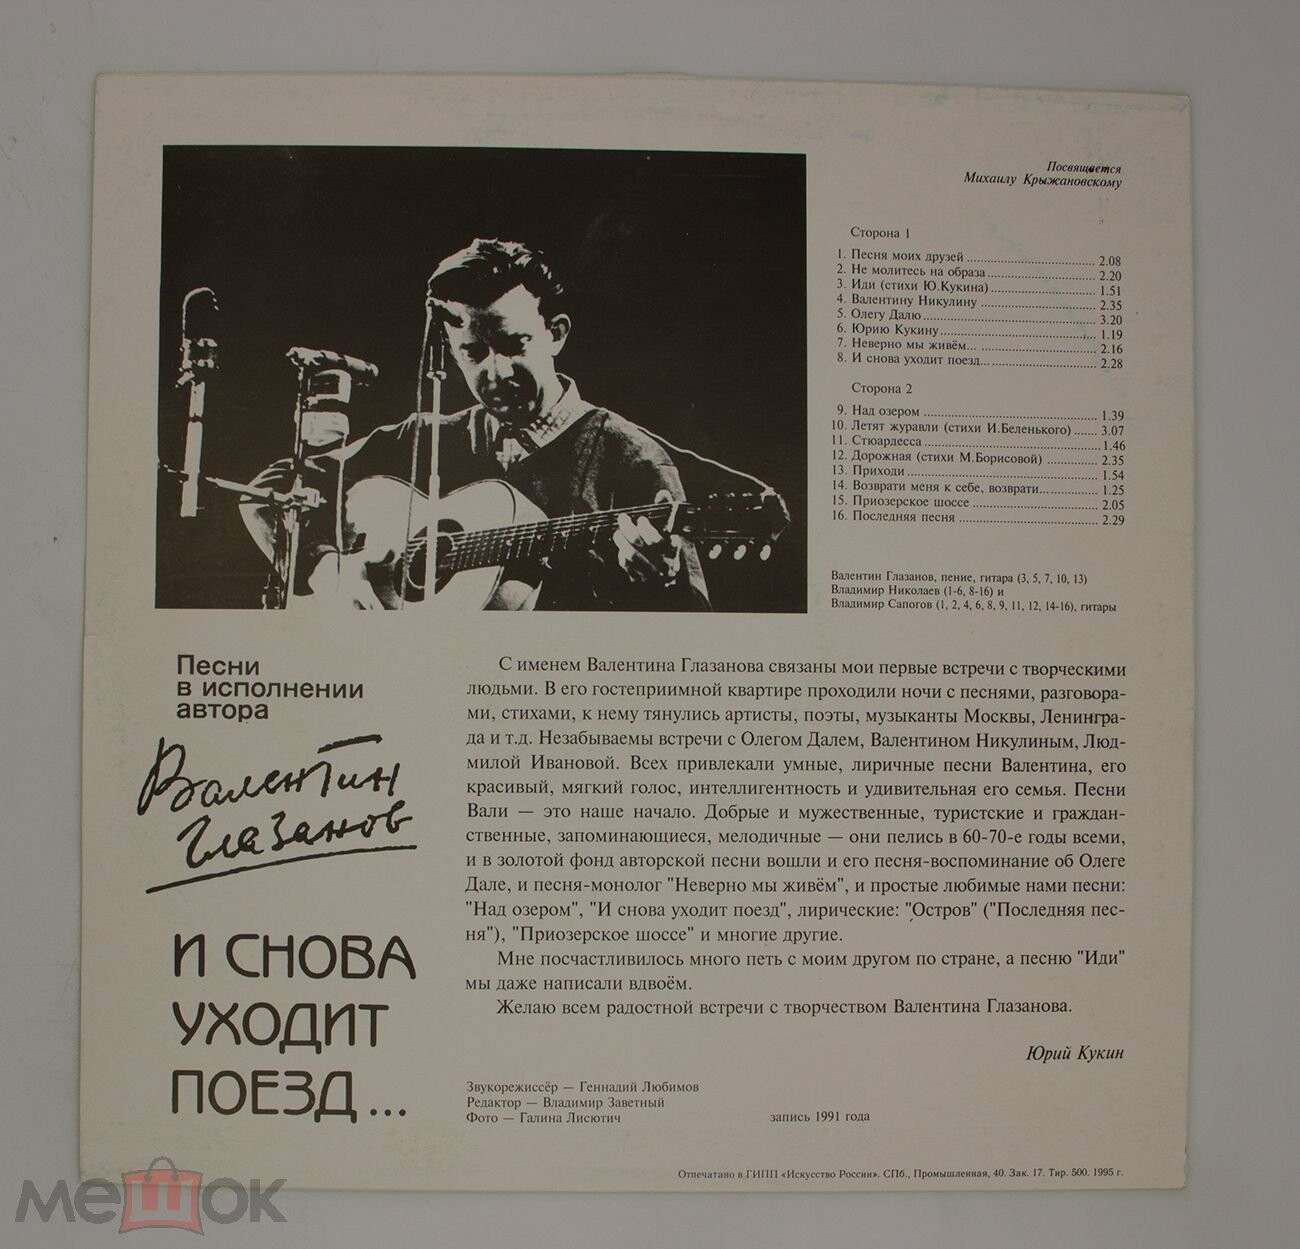 Посвящается
Михаилу Крыжановскому
Сторона 1
1. Песня моих друзей ........ 2.08
2. Не молитесь на образа ........ 2.20
3. Иди (стихи Ю.Кукина) ........ 1.51
4. Валентину Никулину ........ 2.35
5. Олегу Далю ........ 3.20
6. Юрию Кукину ........ 1.19
7. Неверно мы живём... ........ 2.16
8. И снова уходит поезд... ........ 2.28
Сторона 2
9. Над озером ........ 1.39
10. Летят журавли (стихи И.Беленького) ........ 3.07
11. Стюардесса ........ 1.46
12. Дорожная (стихи М.Борисовой) ........ 2.35
13. Приходи ........ 1.54
14. Возврати меня к себе, возврати... ........ 1.25
15. Приозерское шоссе ........ 2.05
16. Последняя песня ........ 2.29
Валентин Глазанов, пение, гитара (3, 5, 7, 10, 13)
Владимир Николаев (1-6, 8-16) и
Владимир Сапогов (1, 2, 4, 6, 8, 9, 11, 12, 14-16), гитары
Песни
в исполнении
автора
Валентин
Глазанов
И СНОВА
УХОДИТ
ПОЕЗД...
С именем Валентина Глазанова связаны мои первые встречи с творческими
людьми. В его гостеприимной квартире проходили ночи с песнями, разговора-
ми, стихами, к нему тянулись артисты, поэты, музыканты Москвы, Ленингра-
да и т.д. Незабываемы встречи с Олегом Далем, Валентином Никулиным, Люд-
милой Ивановой. Всех привлекали умные, лиричные песни Валентина, его
красивый, мягкий голос, интеллигентность и удивительная его семья. Песни
Вали — это наше начало. Добрые и мужественные, туристские и граждан-
ственные, запоминающиеся, мелодичные — они пелись в 60-70-е годы всеми,
и в золотой фонд авторской песни вошли и его песня-воспоминание об Олеге
Дале, и песня-монолог "Неверно мы живём", и простые любимые нами песни:
"Над озером", "И снова уходит поезд", лирические: "Остров" ("Последняя пес-
ня"), "Приозерское шоссе" и многие другие.
Мне посчастливилось много петь с моим другом по стране, а песню "Иди"
мы даже написали вдвоём.
Желаю всем радостной встречи с творчеством Валентина Глазанова.
Юрий Кукин
Звукорежиссёр — Геннадий Любимов
Редактор — Владимир Заветный
Фото — Галина Лисютич
запись 1991 года
Отпечатано в ГИПП «Искусство России». СПб., Промышленная, 40. Зак. 17. Тир. 500. 1995 г.
мешок